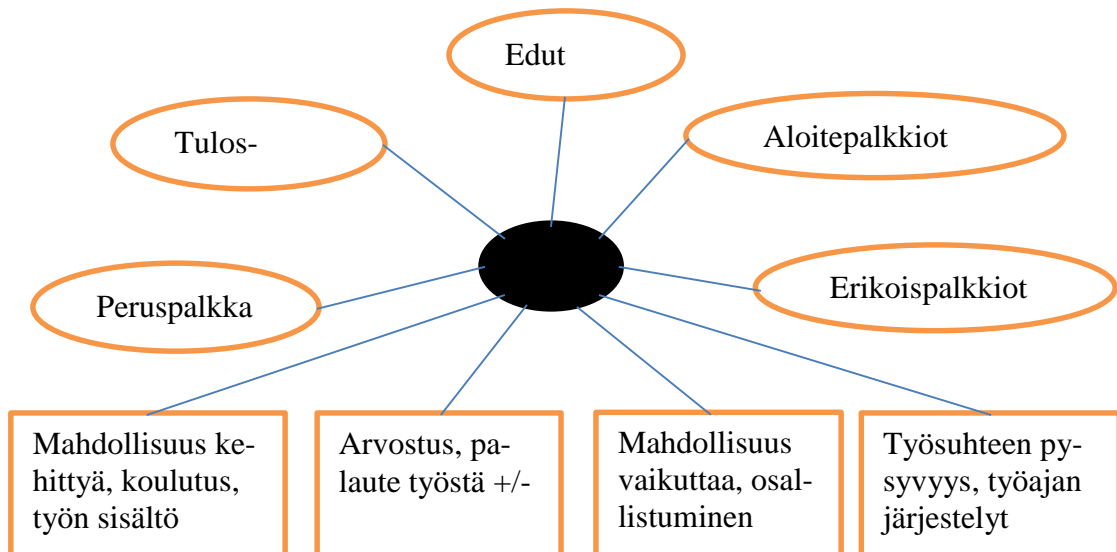 Edut
Tulos-
Aloitepalkkiot
Peruspalkka
Erikoispalkkiot
Mahdollisuus ke-
hittyä, koulutus,
työn sisältö
Arvostus, pa-
laute työstä +/-
Mahdollisuus
vaikuttaa, osal-
listuminen
Työsuhteen py-
syvyys, työajan
järjestelyt